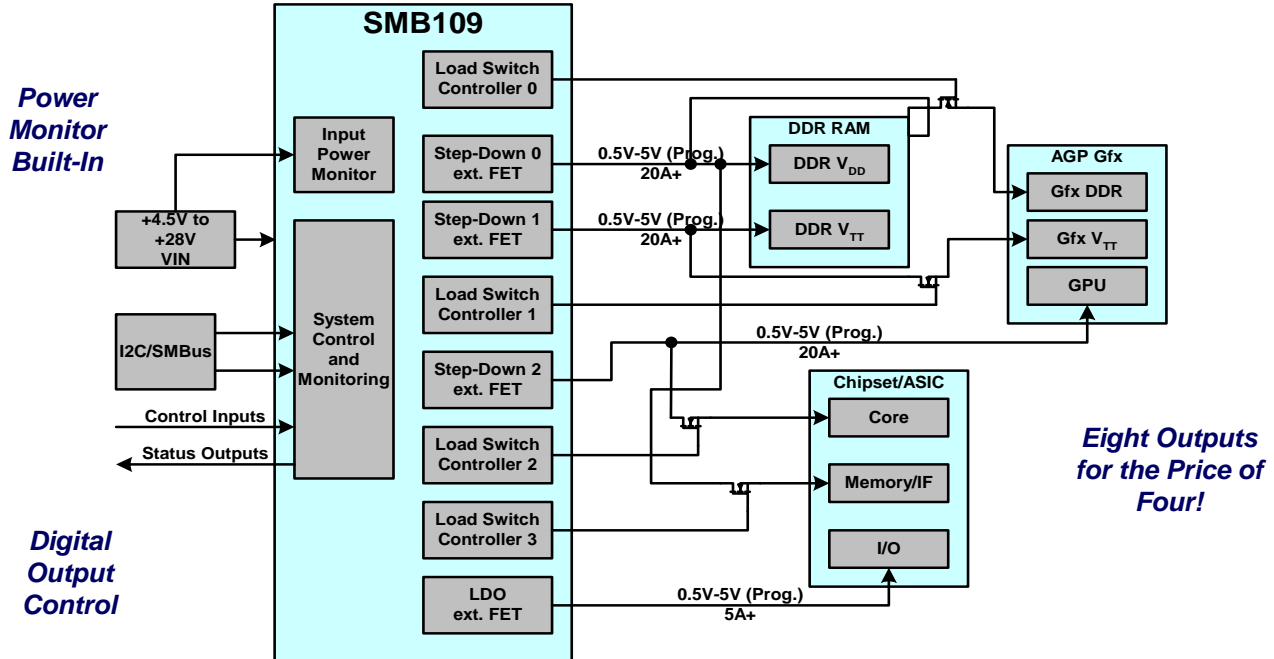 SMB109
Power
Monitor
Built-In
Load Switch
Controller 0
Input
Power
Monitor
Step-Down 0
ext. FET
0.5V-5V (Prog.)
20A+
DDR RAM
DDR VDD
DDR VTT
AGP Gfx
Gfx DDR
Gfx VTT
GPU
+4.5V to
+28V
VIN
Step-Down 1
ext. FET
0.5V-5V (Prog.)
20A+
Load Switch
Controller 1
System
Control
and
Monitoring
I2C/SMBus
0.5V-5V (Prog.)
20A+
Step-Down 2
ext. FET
Chipset/ASIC
Core
Memory/IF
I/O
Control Inputs
Status Outputs
Load Switch
Controller 2
Eight Outputs
for the Price of
Four!
Load Switch
Controller 3
Digital
Output
Control
LDO
ext. FET
0.5V-5V (Prog.)
5A+